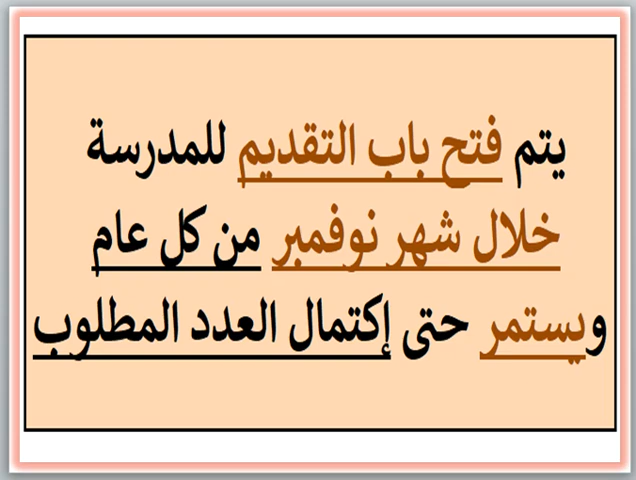 يتم فتح باب التقديم للمدرسة
خلال شهر نوفمبر من كل عام
ويستمر حتى إكتمال العدد المطلوب